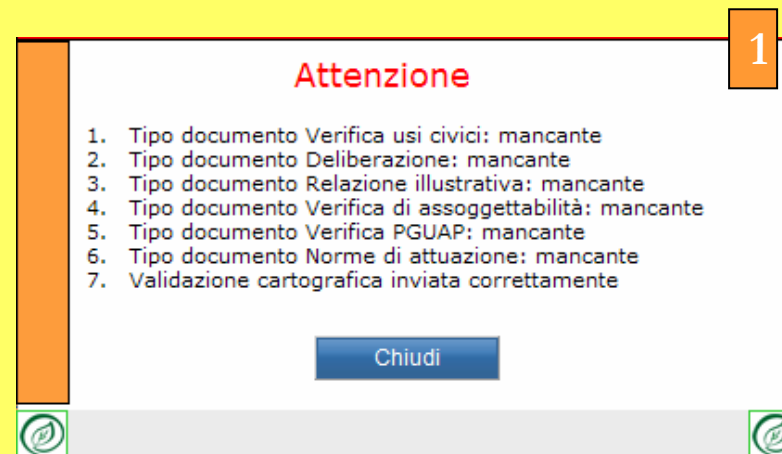 1
Attenzione
1. Tipo documento Verifica usi civici: mancante
2. Tipo documento Deliberazione: mancante
3. Tipo documento Relazione illustrativa: mancante
4. Tipo documento Verifica di assoggettabilità: mancante
5. Tipo documento Verifica PGUAP: mancante
6. Tipo documento Norme di attuazione: mancante
7. Validazione cartografica inviata correttamente
Chiudi